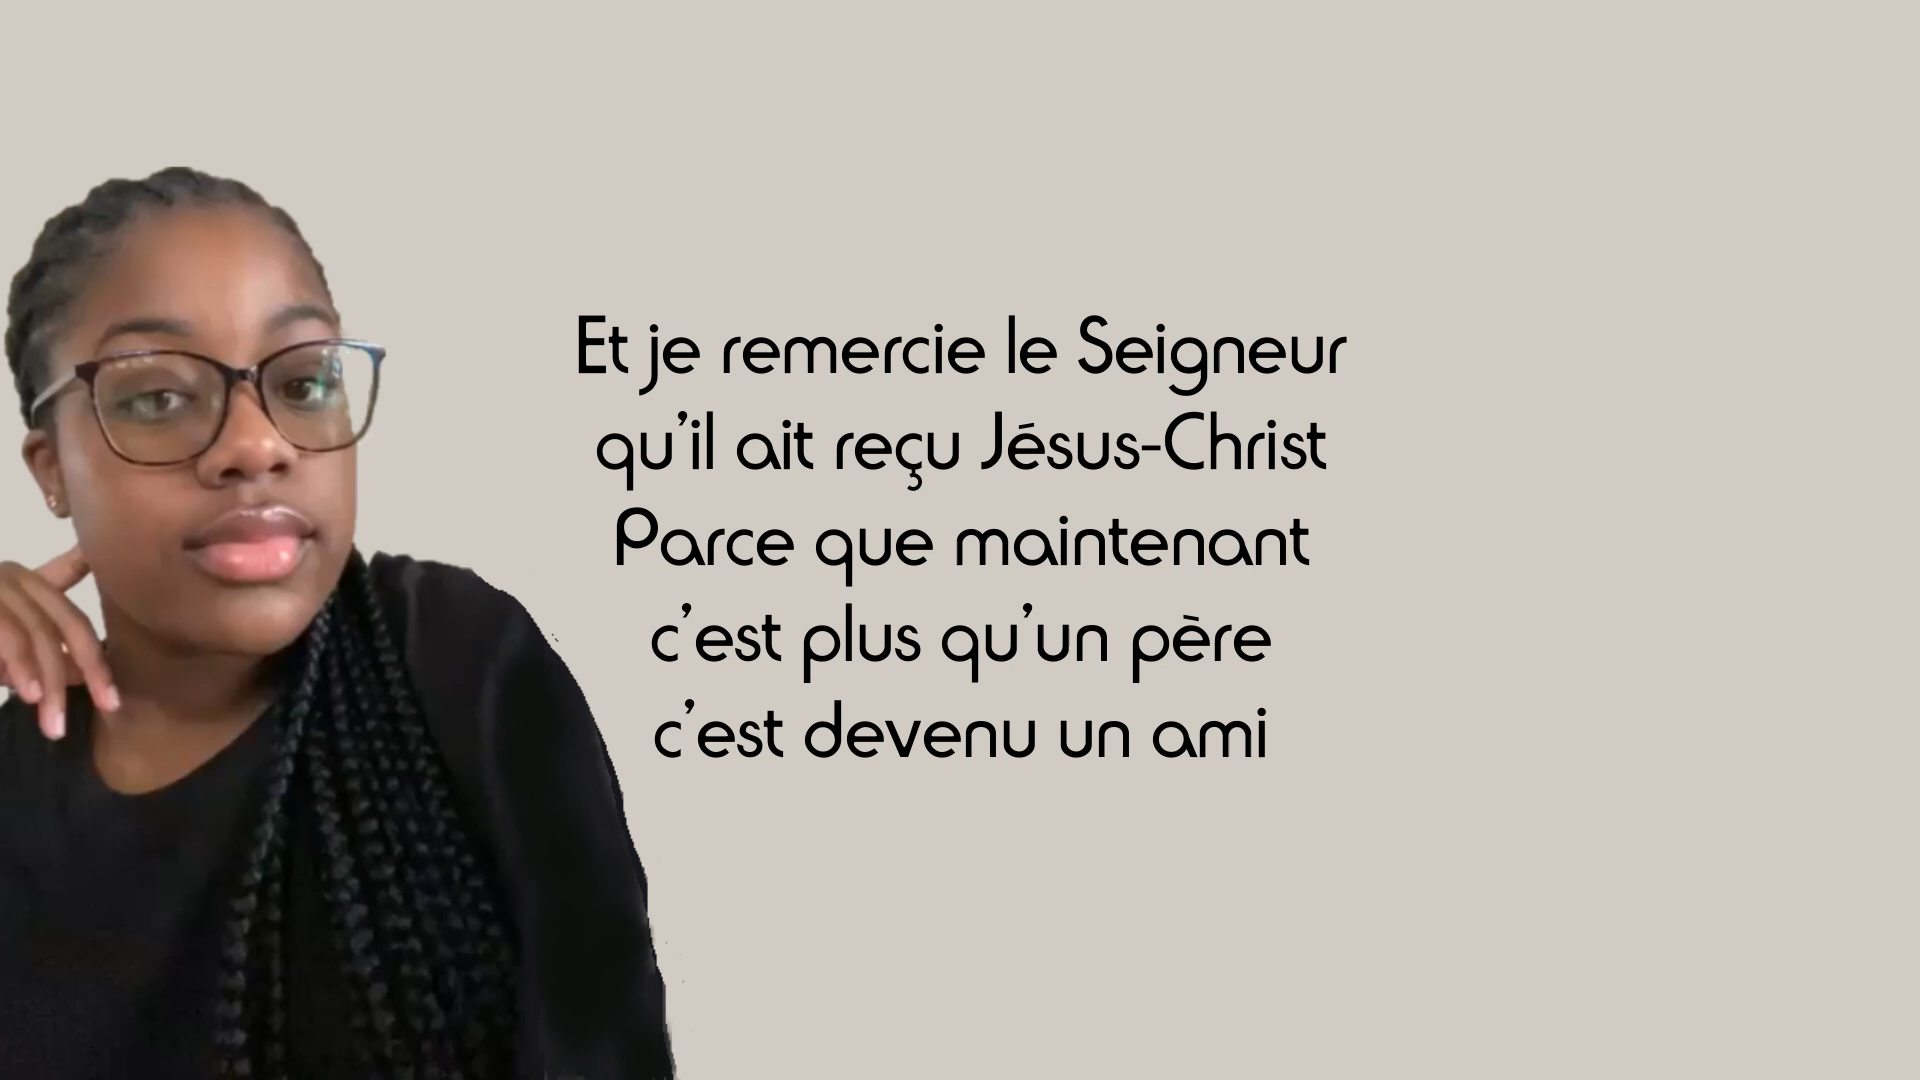 Et je remercie le Seigneur
qu’il ait reçu Jésus-Christ
Parce que maintenant
c’est plus qu’un père
c’est devenu un ami